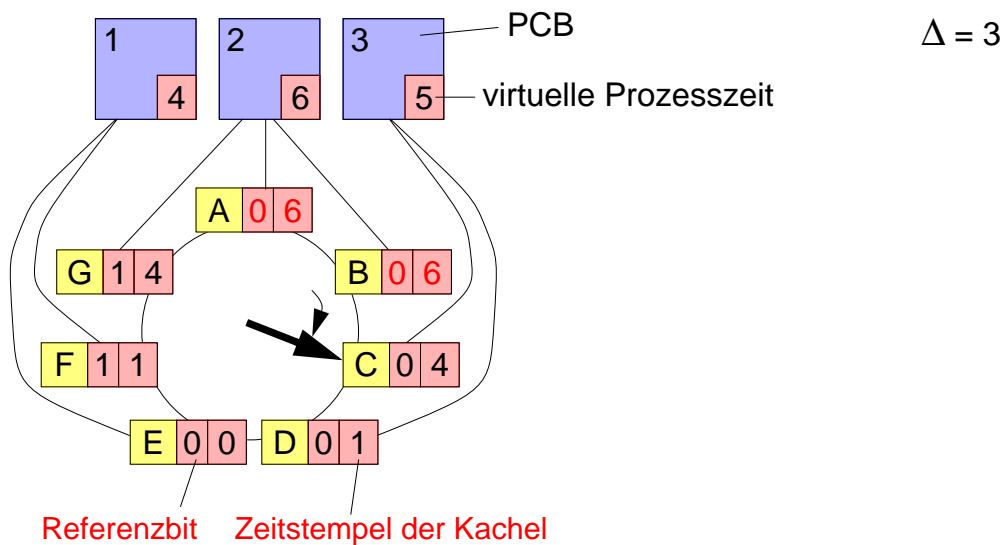 1 2 3 PCB ∆ = 3
4 6 5 virtuelle Prozesszeit
A 0 6
G 1 4 B 0 6
F 1 1 C 0 4
E 0 0 D 0 1
Referenzbit Zeitstempel der Kachel